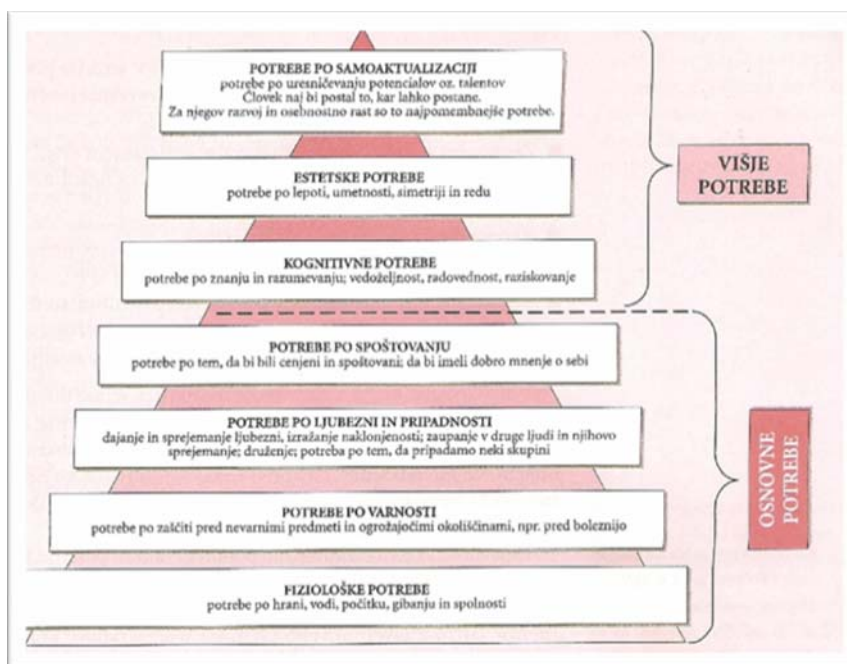 POTREBE PO SAMOAKTUALIZACIJI
potrebe po uresničevanju potencialov oz. talentov
Človek naj bi postal to, kar lahko postane.
Za njegov razvoj in osebnostno rast so to najpomembnejše potrebe.
ESTETSKE POTREBE
potrebe po lepoti, umetnosti, simetriji in redu
VIŠJE
POTREBE
KOGNITIVNE POTREBE
potrebe po znanju in razumevanju; vedoželjnost, radovednost, raziskovanje
POTREBE PO SPOŠTOVANJU
potrebe po tem, da bi bili cenjeni in spoštovani; da bi imeli dobro mnenje o sebi
POTREBE PO LJUBEZNI IN PRIPADNOSTI
dajanje in sprejemanje ljubezni, izražanje naklonjenosti; zaupanje v druge ljudi in njihovo
sprejemanje; druženje; potreba po tem, da pripadamo neki skupini
OSNOVNE
POTREBE
POTREBE PO VARNOSTI
potrebe po zaščiti pred nevarnimi predmeti in ogrožajočimi okoliščinami, npr. pred boleznijo
FIZIOLOŠKE POTREBE
potrebe po hrani, vodi, počitku, gibanju in spolnosti